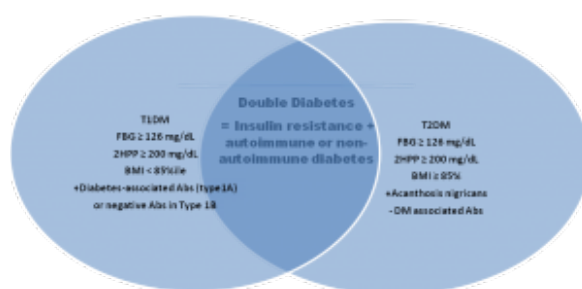 T1DM
FBG ≥ 126 mg/dL
2HPP ≥ 200 mg/dL
BMI < 85%ile
+Diabetes-associated Abs (type1A)
or negative Abs in Type 1B
Double Diabetes
= Insulin resistance +
autoimmune or non-
autoimmune diabetes
T2DM
FBG ≥ 126 mg/dL
2HPP ≥ 200 mg/dL
BMI ≥ 85%
+Acanthosis nigricans
- DM associated Abs